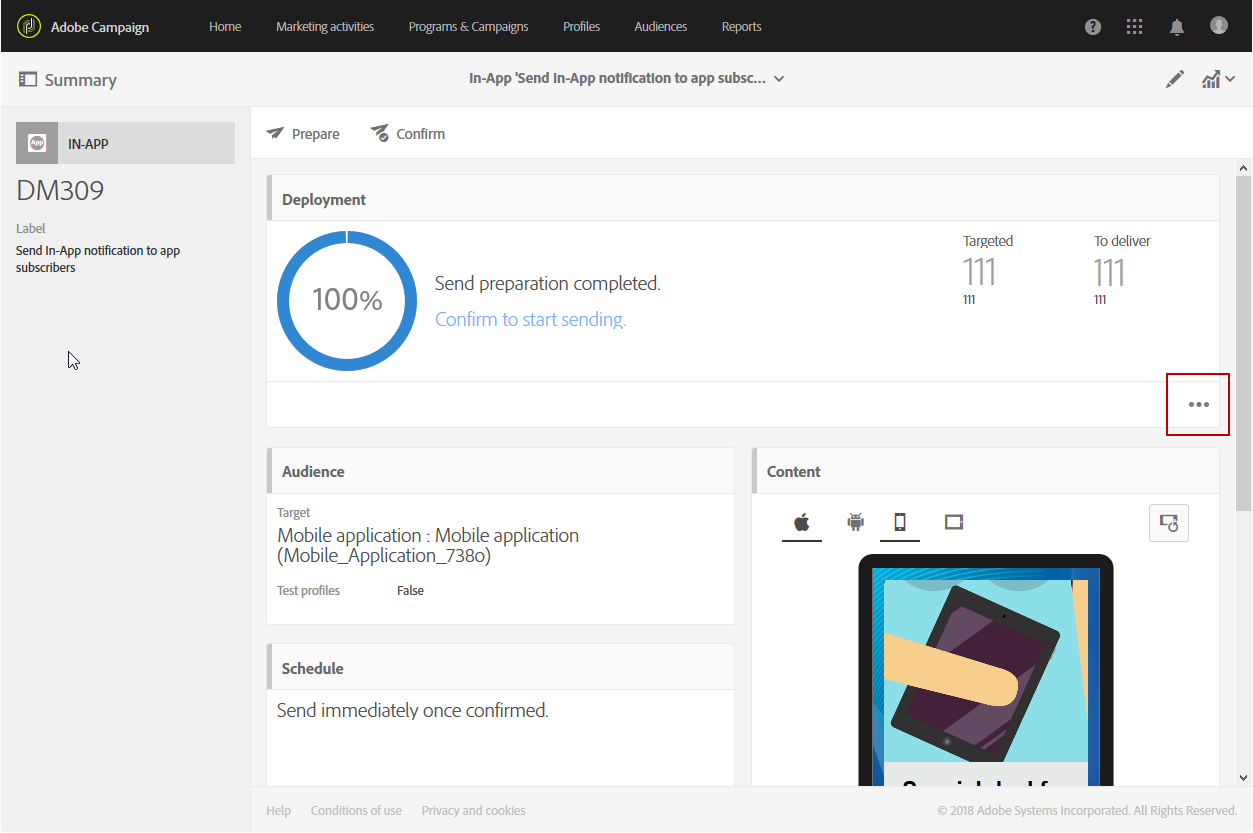 Adobe Campaign Home Marketing activities Programs & Campaigns Profiles Audiences Reports
Summary
In-App 'Send In-App notification to app subsc...
App IN-APP
DM309
Label
Send In-App notification to app
subscribers
Prepare Confirm
Deployment
100%
Send preparation completed.
Confirm to start sending.
Targeted
111
111
To deliver
111
111
Audience
Target
Mobile application : Mobile application
(Mobile_Application_738o)
Test profiles False
Schedule
Send immediately once confirmed.
Content
Help Conditions of use Privacy and cookies
© 2018 Adobe Systems Incorporated. All Rights Reserved.